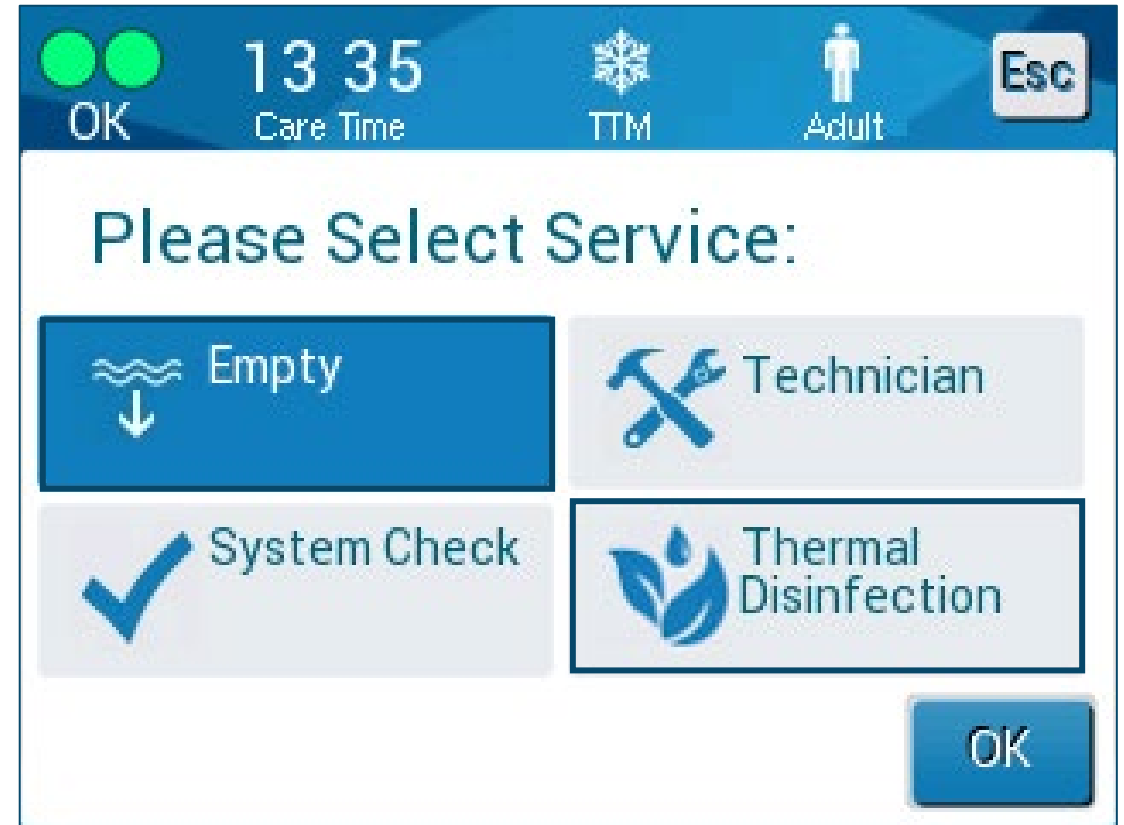 OK
13 35
Care Time
TTM
Adult
Esc
Please Select Service:
Empty
Technician
System Check
Thermal
Disinfection
OK